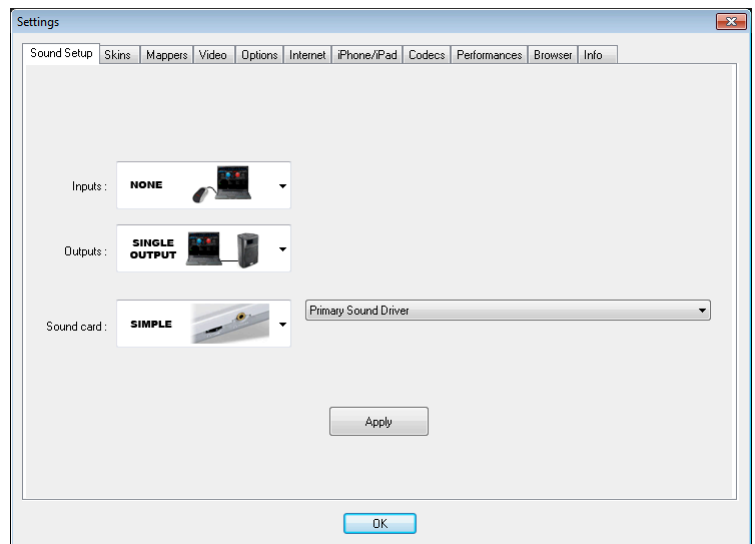 Settings
Sound Setup Skins Mappers Video Options Internet iPhone/iPad Codecs Performances Browser Info
Inputs : NONE
Outputs : SINGLE
OUTPUT
Sound card : SIMPLE Primary Sound Driver
Apply
OK